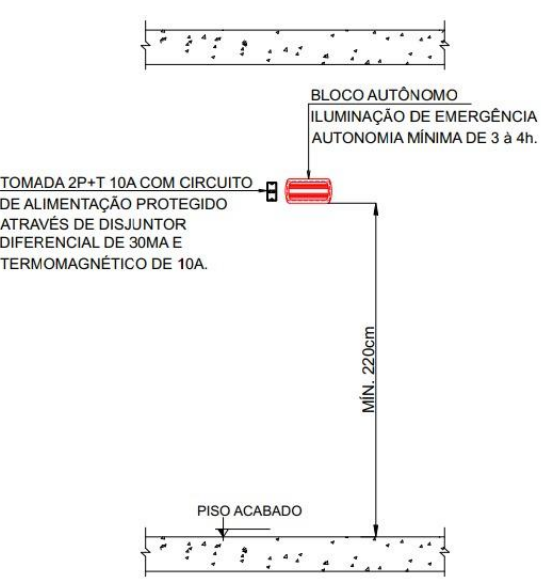 BLOCO AUTÔNOMO
ILUMINAÇÃO DE EMERGÊNCIA
AUTONOMIA MÍNIMA DE 3 à 4h.
TOMADA 2P+T 10A COM CIRCUITO
DE ALIMENTAÇÃO PROTEGIDO
ATRAVÉS DE DISJUNTOR
DIFERENCIAL DE 30MA E
TERMOMAGNÉTICO DE 10A.
MÍN. 220cm
PISO ACABADO